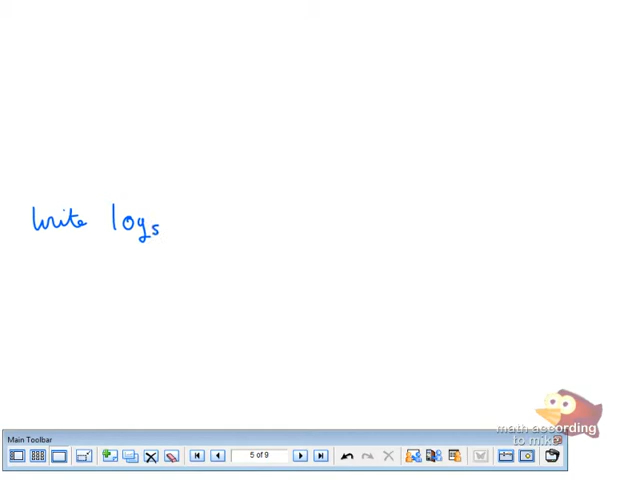 Write logs
math according
to mike
Main Toolbar
5 of 9